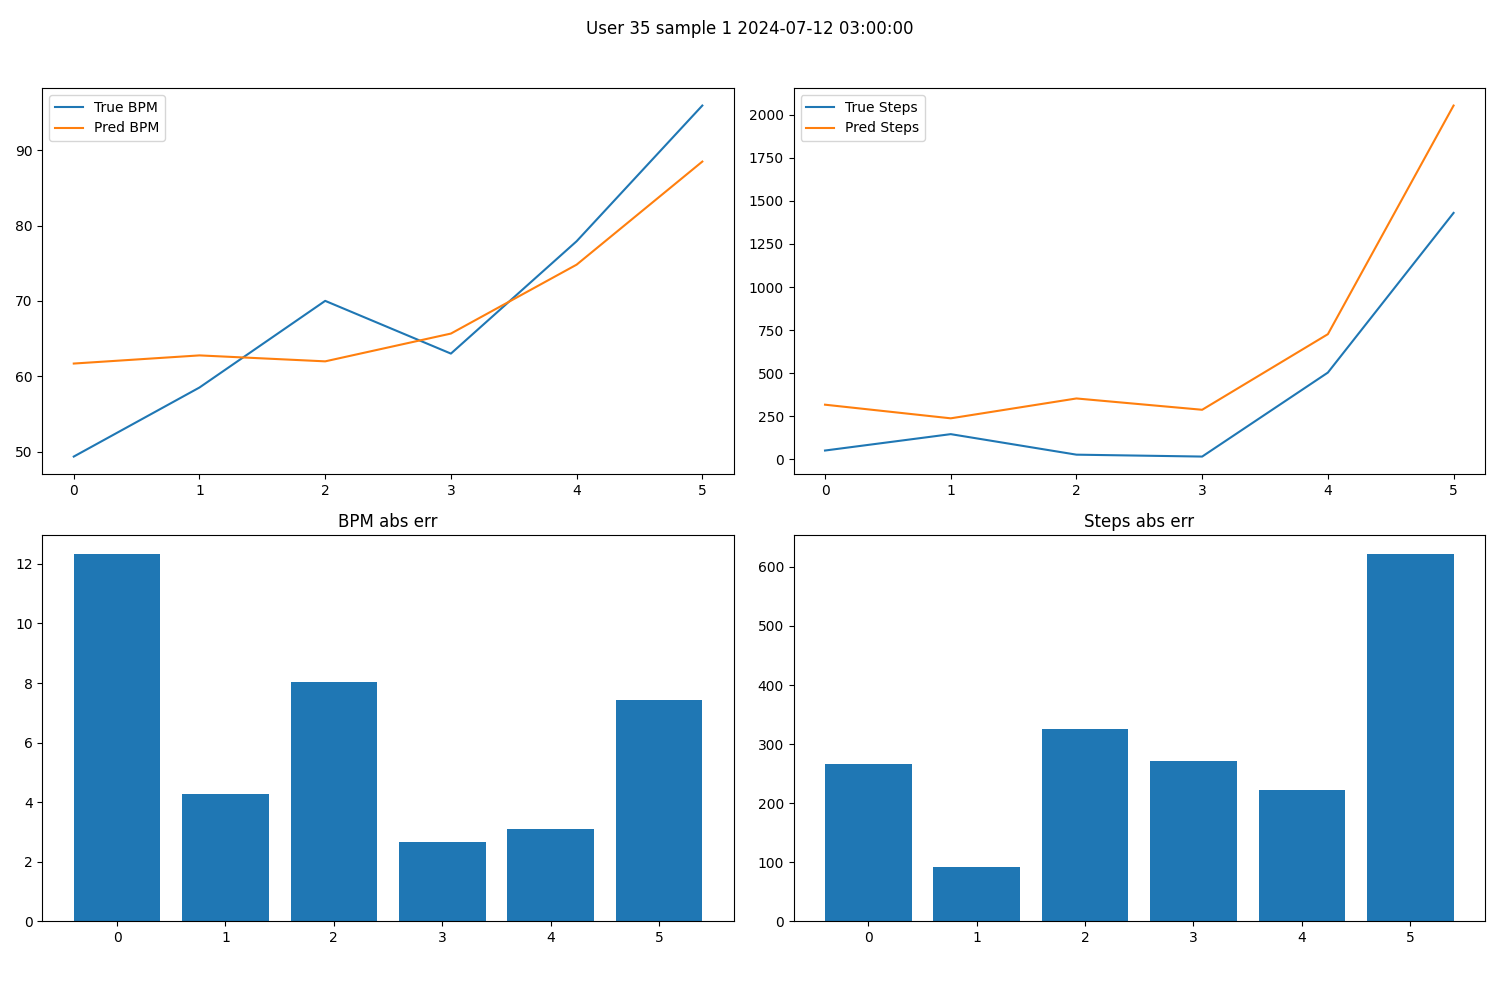 User 35 sample 1 2024-07-12 03:00:00
True BPM
Pred BPM
90
80
70
60
50
0 1 2 3 4 5
True Steps
Pred Steps
2000
1750
1500
1250
1000
750
500
250
0
0 1 2 3 4 5
BPM abs err
12
10
8
6
4
2
0
0 1 2 3 4 5
Steps abs err
600
500
400
300
200
100
0
0 1 2 3 4 5